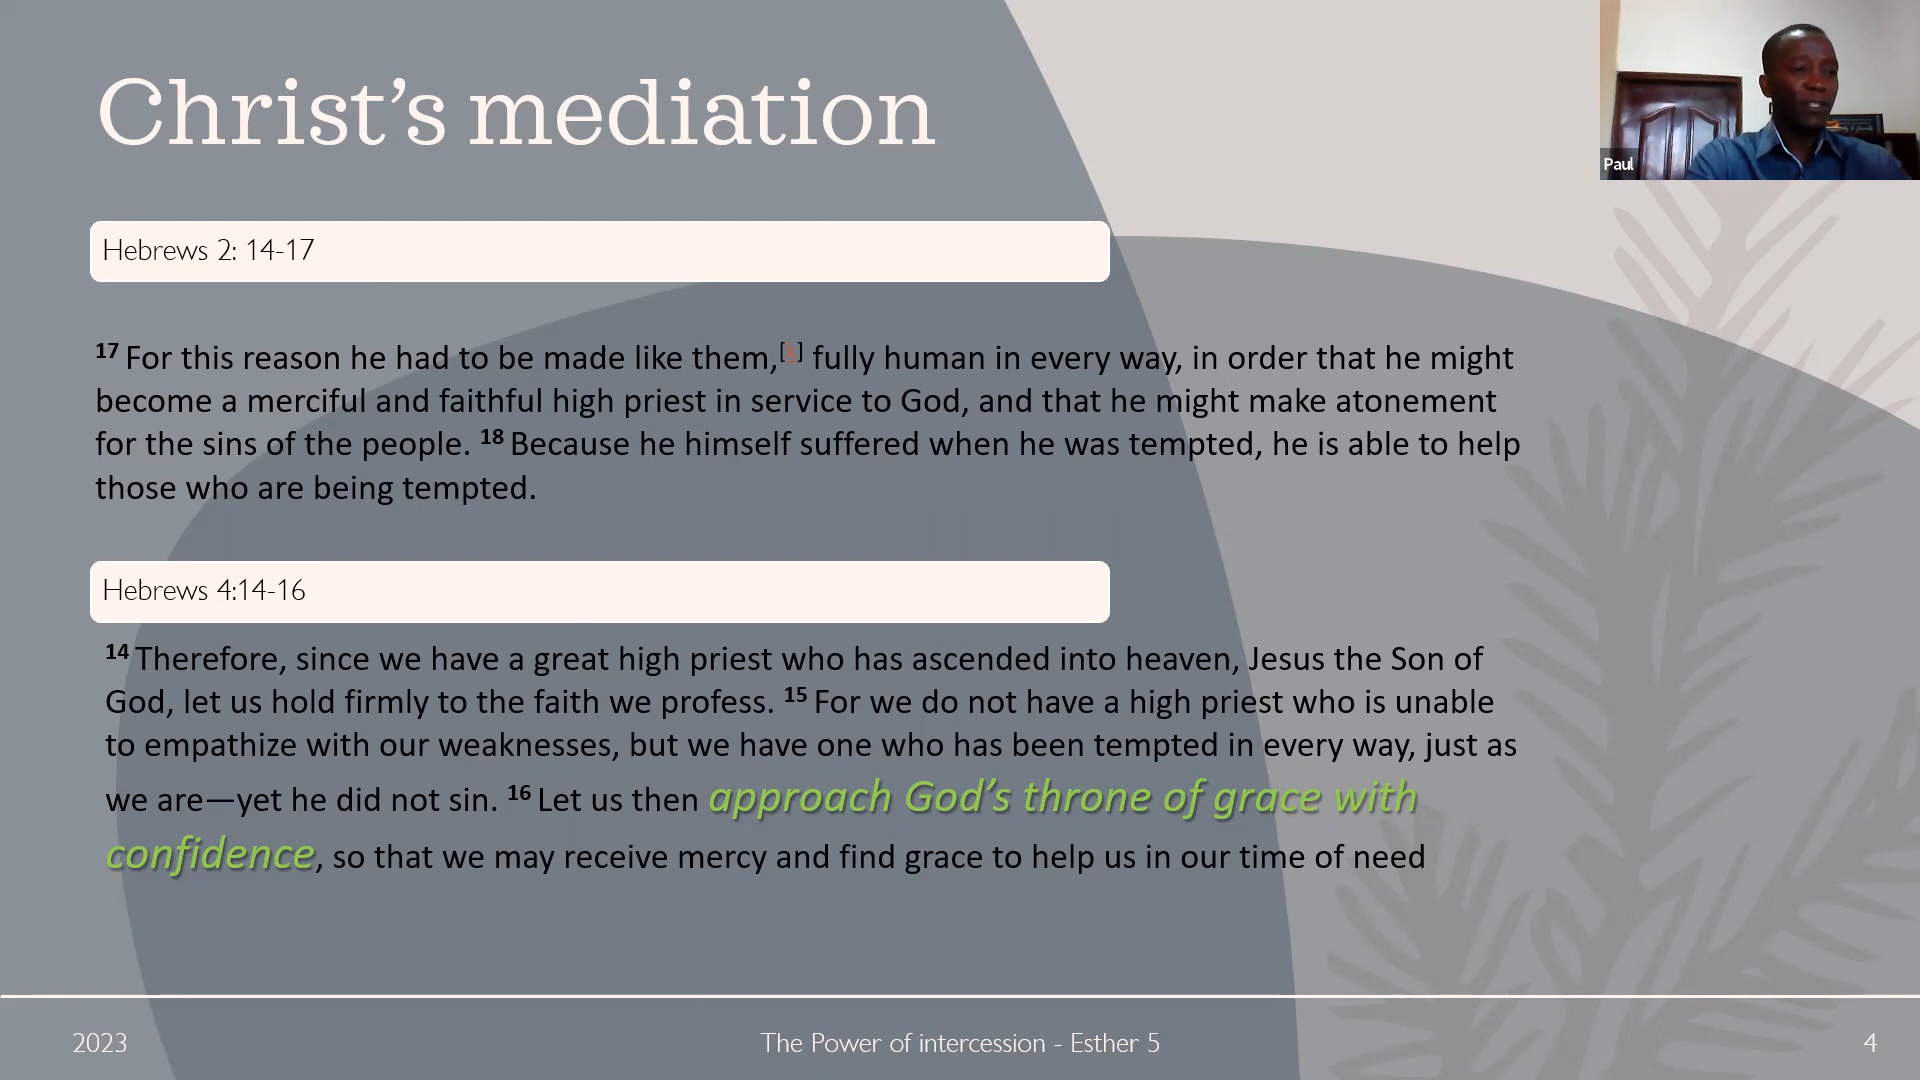 Christ’s mediation
Paul
Hebrews 2: 14-17
17 For this reason he had to be made like them,[ ] fully human in every way, in order that he might
become a merciful and faithful high priest in service to God, and that he might make atonement
for the sins of the people. 18 Because he himself suffered when he was tempted, he is able to help
those who are being tempted.
Hebrews 4:14-16
14 Therefore, since we have a great high priest who has ascended into heaven, Jesus the Son of
God, let us hold firmly to the faith we profess. 15 For we do not have a high priest who is unable
to empathize with our weaknesses, but we have one who has been tempted in every way, just as
we are—yet he did not sin. 16 Let us then approach God’s throne of grace with
confidence, so that we may receive mercy and find grace to help us in our time of need
2023
The Power of intercession - Esther 5
4